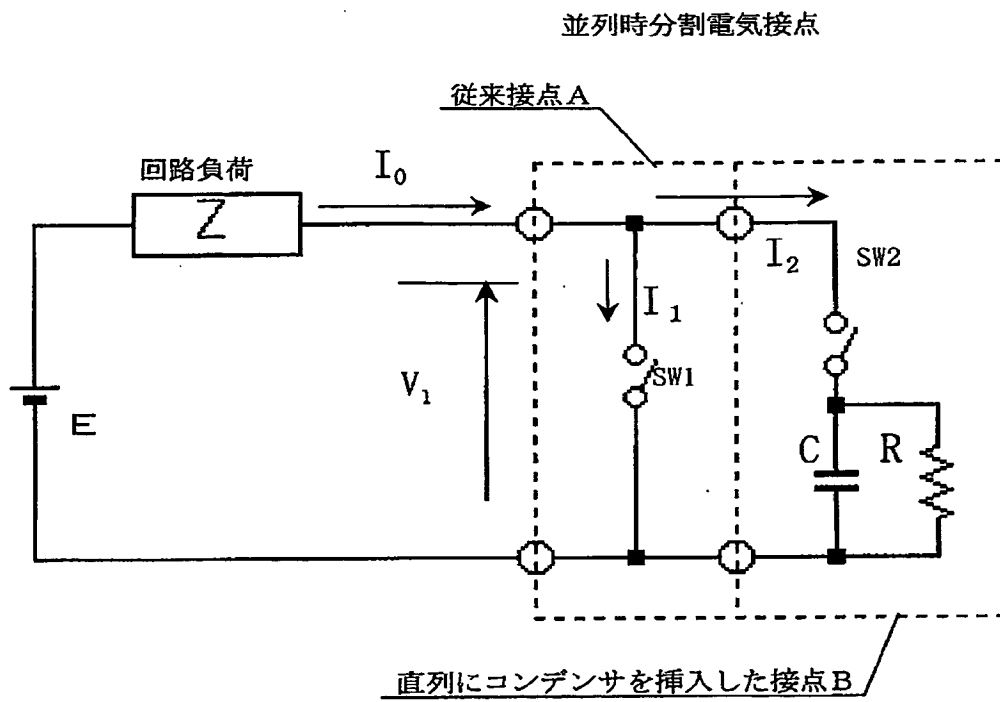 並列時分割電気接点
従来接点A
回路負荷
Z
I₀
I₂
SW2
I₁
SW1
V₁
E
C
R
直列にコンデンサを挿入した接点B